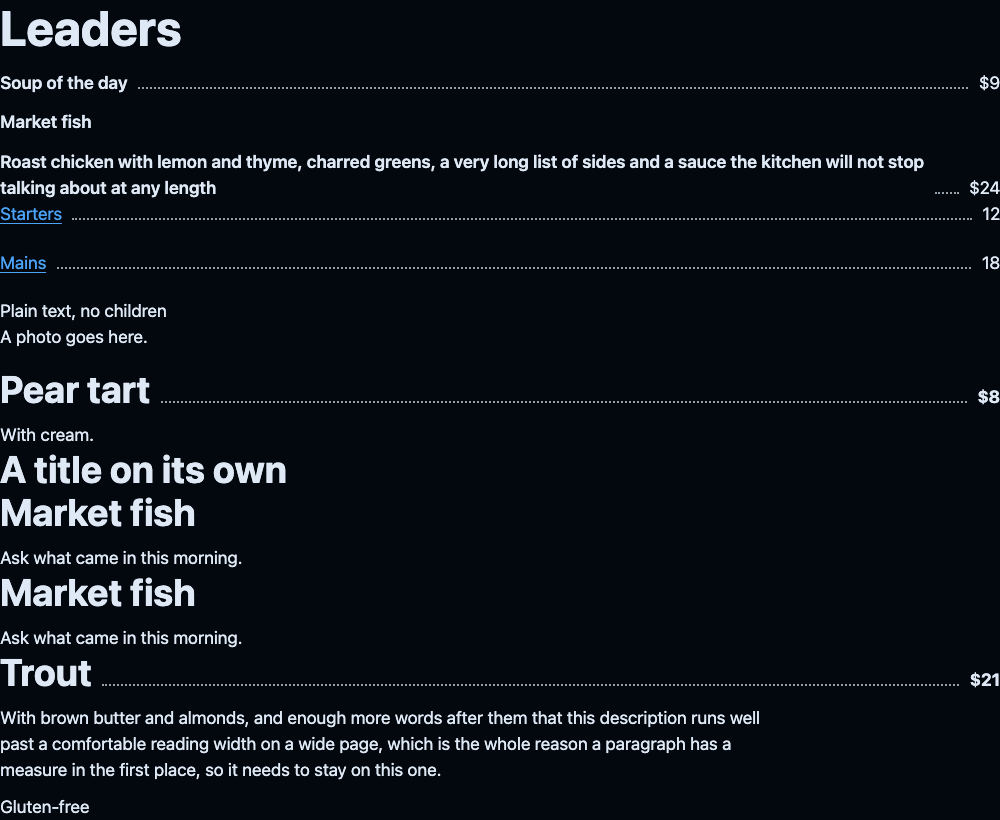 Leaders
Soup of the day $9
Market fish
Roast chicken with lemon and thyme, charred greens, a very long list of sides and a sauce the kitchen will not stop
talking about at any length $24
Starters 12
Mains 18
Plain text, no children
A photo goes here.
Pear tart $8
With cream.
A title on its own
Market fish
Ask what came in this morning.
Market fish
Ask what came in this morning.
Trout $21
With brown butter and almonds, and enough more words after them that this description runs well
past a comfortable reading width on a wide page, which is the whole reason a paragraph has a
measure in the first place, so it needs to stay on this one.
Gluten-free